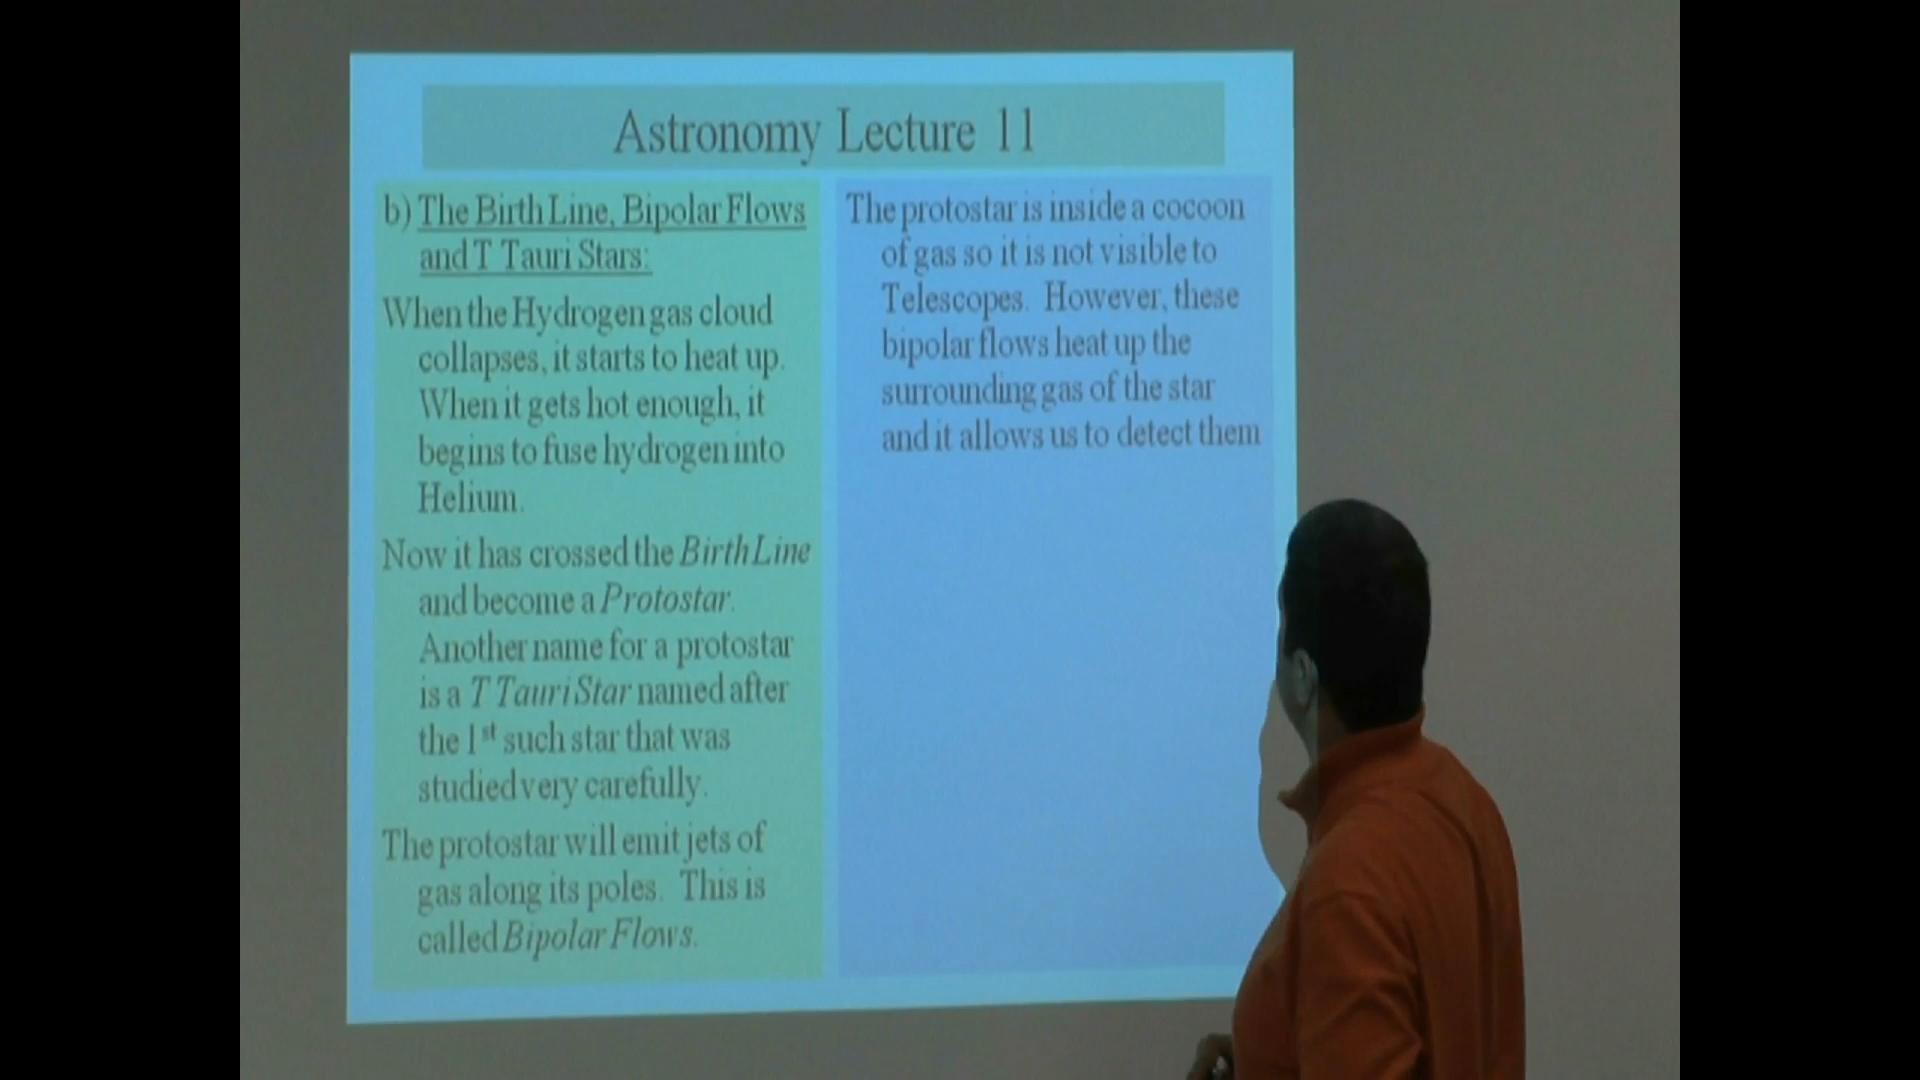 Astronomy Lecture 11
b) The Birth Line, Bipolar Flows
and T Tauri Stars:
When the Hydrogen gas cloud
collapses, it starts to heat up.
When it gets hot enough, it
begins to fuse hydrogen into
Helium.
Now it has crossed the Birth Line
and become a Protostar.
Another name for a protostar
is a T Tauri Star named after
the 1st such star that was
studied very carefully.
The protostar will emit jets of
gas along its poles. This is
called Bipolar Flows.
The protostar is inside a cocoon
of gas so it is not visible to
Telescopes. However, these
bipolar flows heat up the
surrounding gas of the star
and it allows us to detect them